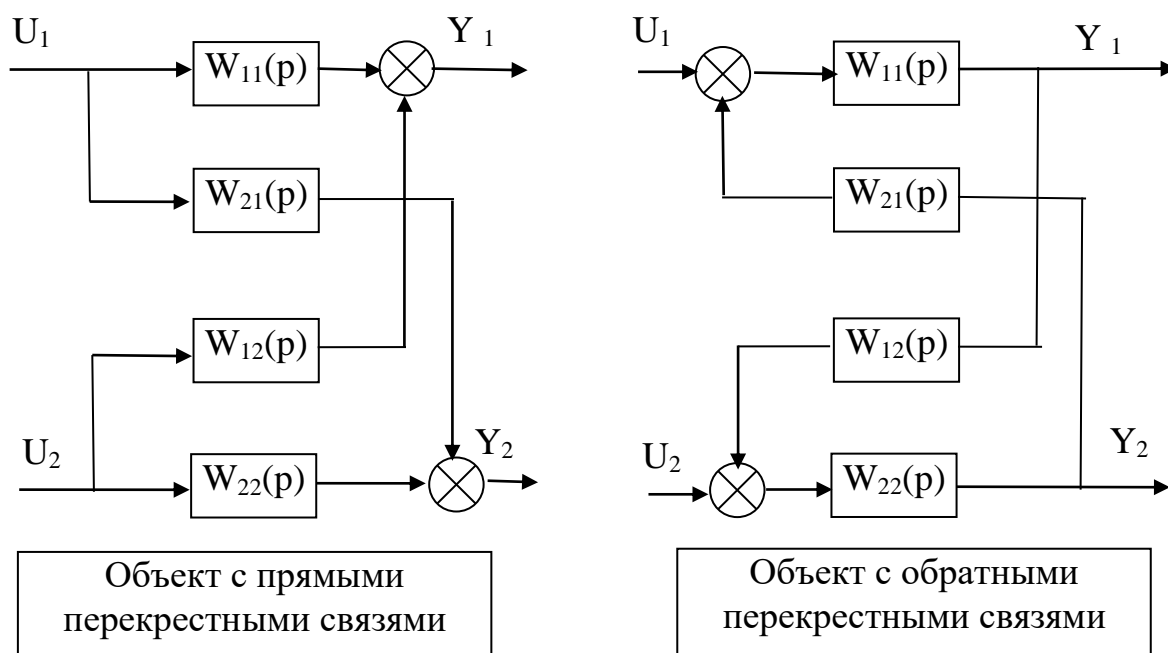 U₁
Y ₁
W₁₁(p)
W₂₁(p)
W₁₂(p)
U₂
Y₂
W₂₂(p)
Объект с прямыми
перекрестными связями
U₁
Y ₁
W₁₁(p)
W₂₁(p)
W₁₂(p)
U₂
Y₂
W₂₂(p)
Объект с обратными
перекрестными связями